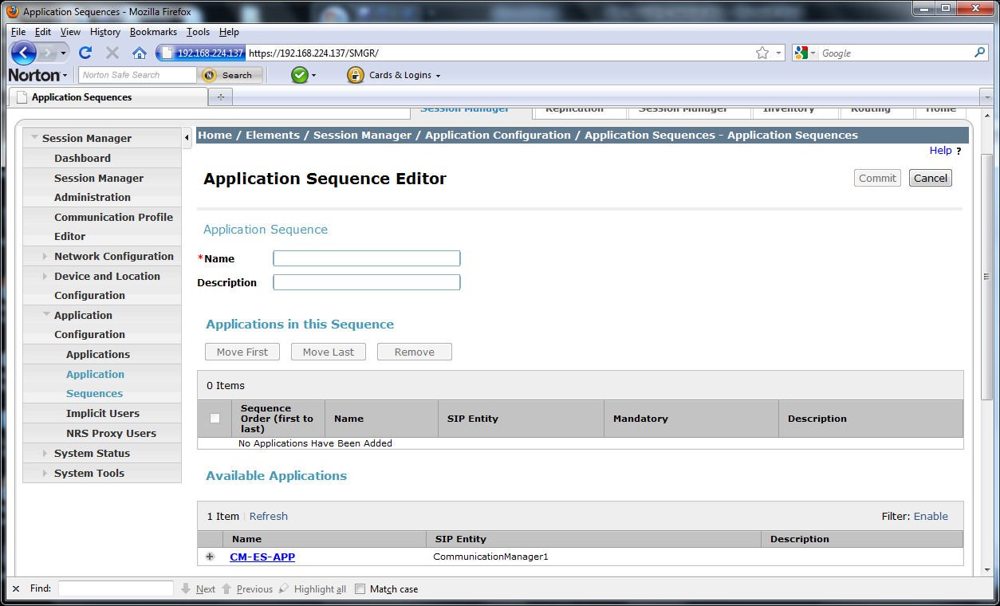 Application Sequences - Mozilla Firefox
File Edit View History Bookmarks Tools Help
192.168.224.137 https://192.168.224.137/SMGR/
Google
Norton
Norton Safe Search
Search
Cards & Logins
Application Sequences
Session Manager
Replication
Session Manager
Inventory
Routing
Home
Session Manager
Dashboard
Session Manager
Administration
Communication Profile
Editor
Network Configuration
Device and Location
Configuration
Application
Configuration
Applications
Application
Sequences
Implicit Users
NRS Proxy Users
System Status
System Tools
Home / Elements / Session Manager / Application Configuration / Application Sequences - Application Sequences
Help ?
Application Sequence Editor
Commit
Cancel
Application Sequence
*Name
Description
Applications in this Sequence
Move First
Move Last
Remove
0 Items
Sequence
Order (first to
last)
Name
SIP Entity
Mandatory
Description
No Applications Have Been Added
Available Applications
1 Item Refresh
Filter: Enable
Name
SIP Entity
Description
CM-ES-APP
CommunicationManager1
Find:
Next
Previous
Highlight all
Match case